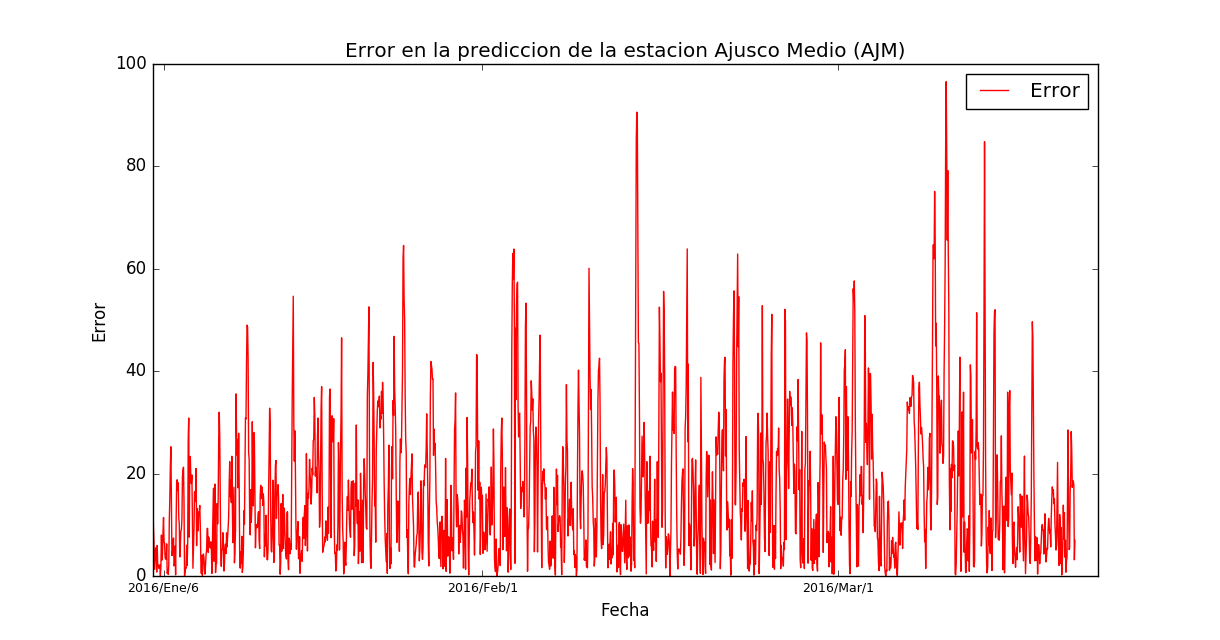 Error en la prediccion de la estacion Ajusco Medio (AJM)
Error
100
80
60
40
20
0
Error
2016/Ene/6
2016/Feb/1
2016/Mar/1
Fecha